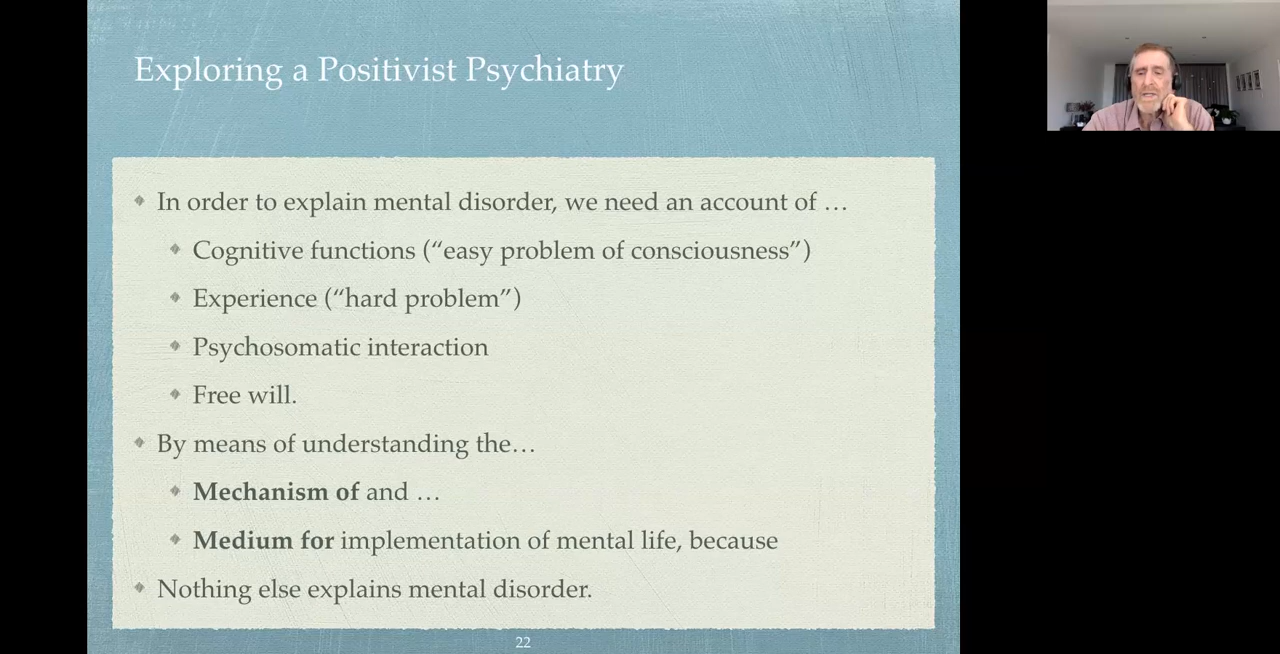 Exploring a Positivist Psychiatry
In order to explain mental disorder, we need an account of …
Cognitive functions (“easy problem of consciousness”)
Experience (“hard problem”)
Psychosomatic interaction
Free will.
By means of understanding the…
Mechanism of and …
Medium for implementation of mental life, because
Nothing else explains mental disorder.
22